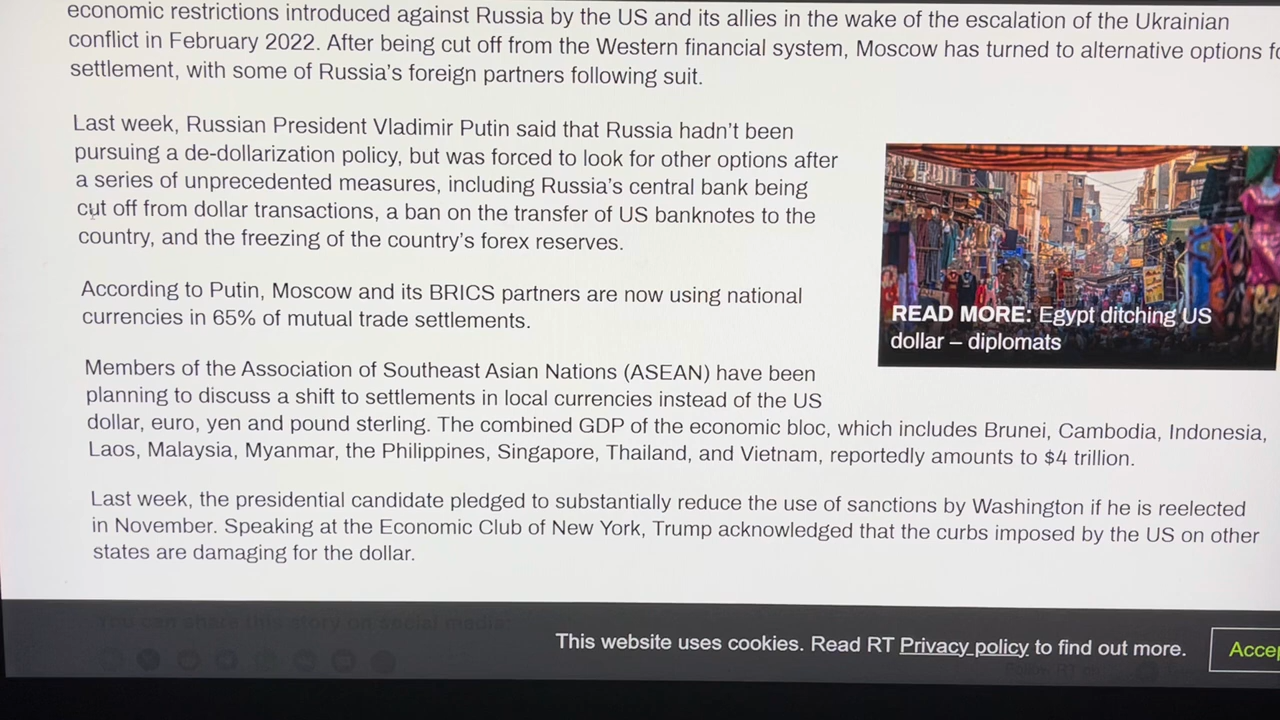 economic restrictions introduced against Russia by the US and its allies in the wake of the escalation of the Ukrainian
conflict in February 2022. After being cut off from the Western financial system, Moscow has turned to alternative options fo
settlement, with some of Russia's foreign partners following suit.
Last week, Russian President Vladimir Putin said that Russia hadn't been
pursuing a de-dollarization policy, but was forced to look for other options after
a series of unprecedented measures, including Russia's central bank being
cut off from dollar transactions, a ban on the transfer of US banknotes to the
country, and the freezing of the country's forex reserves.
According to Putin, Moscow and its BRICS partners are now using national
currencies in 65% of mutual trade settlements.
READ MORE: Egypt ditching US
dollar – diplomats
Members of the Association of Southeast Asian Nations (ASEAN) have been
planning to discuss a shift to settlements in local currencies instead of the US
dollar, euro, yen and pound sterling. The combined GDP of the economic bloc, which includes Brunei, Cambodia, Indonesia,
Laos, Malaysia, Myanmar, the Philippines, Singapore, Thailand, and Vietnam, reportedly amounts to $4 trillion.
Last week, the presidential candidate pledged to substantially reduce the use of sanctions by Washington if he is reelected
in November. Speaking at the Economic Club of New York, Trump acknowledged that the curbs imposed by the US on other
states are damaging for the dollar.
You can share this story on social media:
This website uses cookies. Read RT Privacy policy to find out more.
Accep